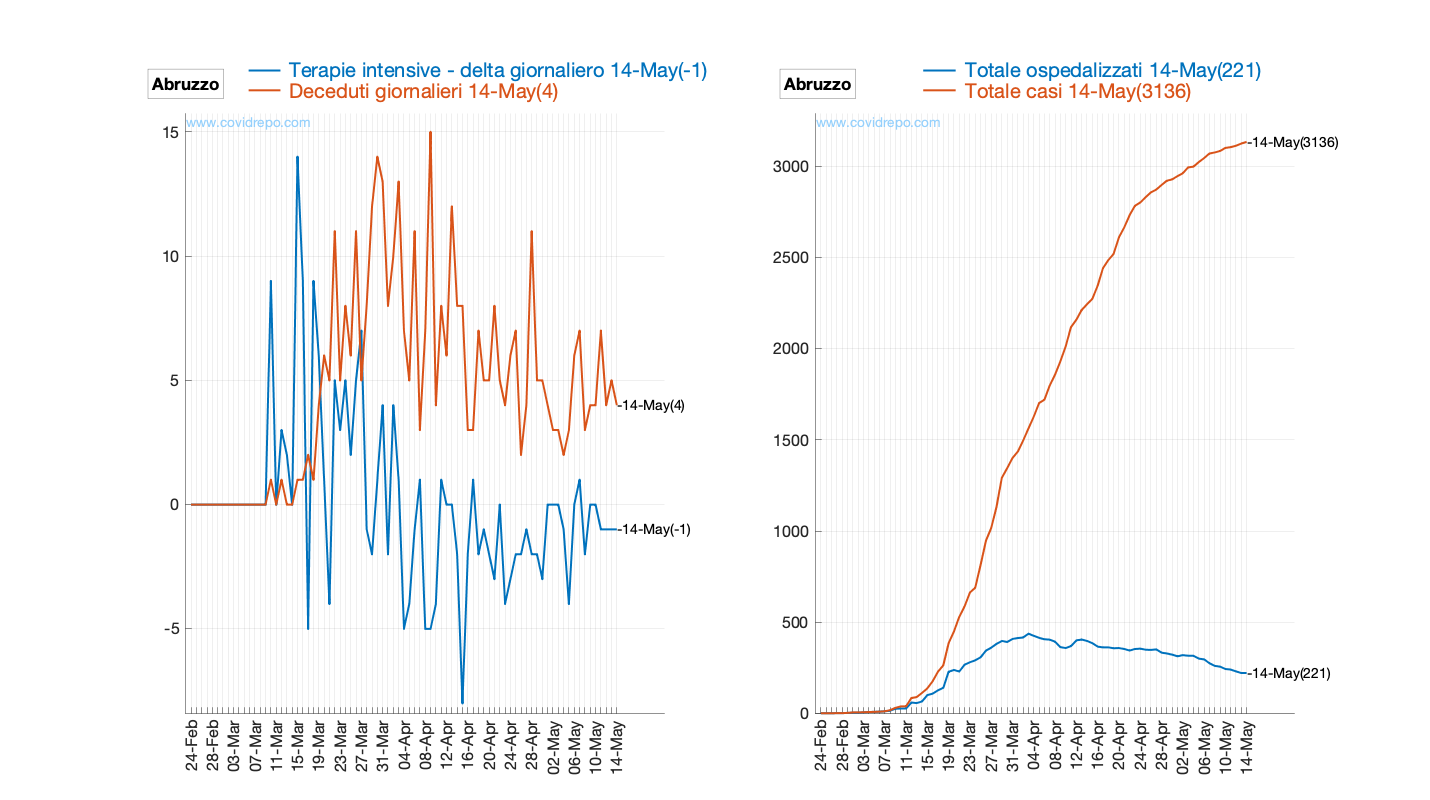 Abruzzo
Terapie intensive - delta giornaliero 14-May(-1)
Deceduti giornalieri 14-May(4)
www.covidrepo.com
15
10
5
0
-5
-14-May(4)
-14-May(-1)
24-Feb
28-Feb
03-Mar
07-Mar
11-Mar
15-Mar
19-Mar
23-Mar
27-Mar
31-Mar
04-Apr
08-Apr
12-Apr
16-Apr
20-Apr
24-Apr
28-Apr
02-May
06-May
10-May
14-May
Abruzzo
Totale ospedalizzati 14-May(221)
Totale casi 14-May(3136)
www.covidrepo.com
3000
2500
2000
1500
1000
500
0
-14-May(3136)
-14-May(221)
24-Feb
28-Feb
03-Mar
07-Mar
11-Mar
15-Mar
19-Mar
23-Mar
27-Mar
31-Mar
04-Apr
08-Apr
12-Apr
16-Apr
20-Apr
24-Apr
28-Apr
02-May
06-May
10-May
14-May